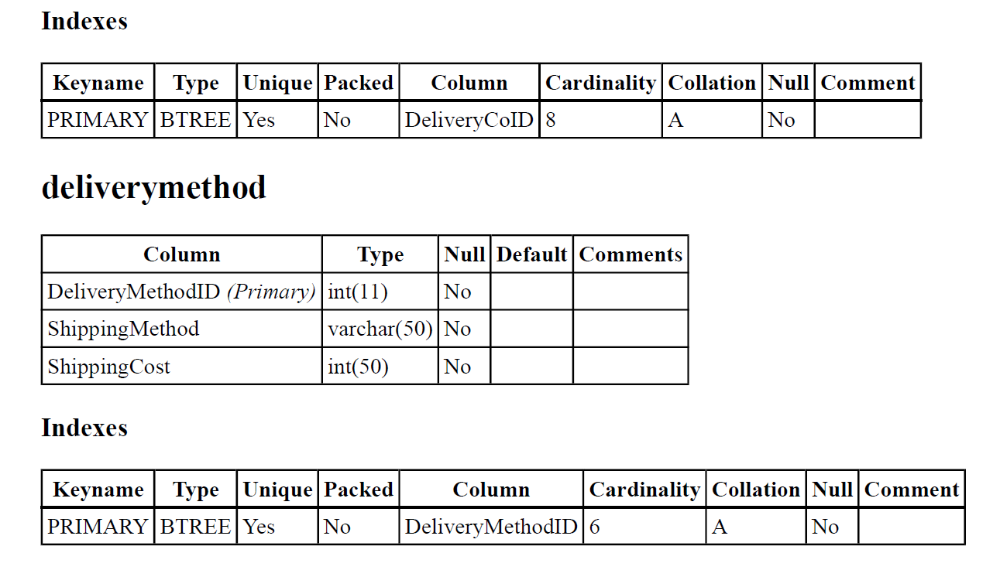 Indexes
Keyname Type Unique Packed Column Cardinality Collation Null Comment
PRIMARY BTREE Yes No DeliveryCoID 8 A No
deliverymethod
Column Type Null Default Comments
DeliveryMethodID (Primary) int(11) No
ShippingMethod varchar(50) No
ShippingCost int(50) No
Indexes
Keyname Type Unique Packed Column Cardinality Collation Null Comment
PRIMARY BTREE Yes No DeliveryMethodID 6 A No